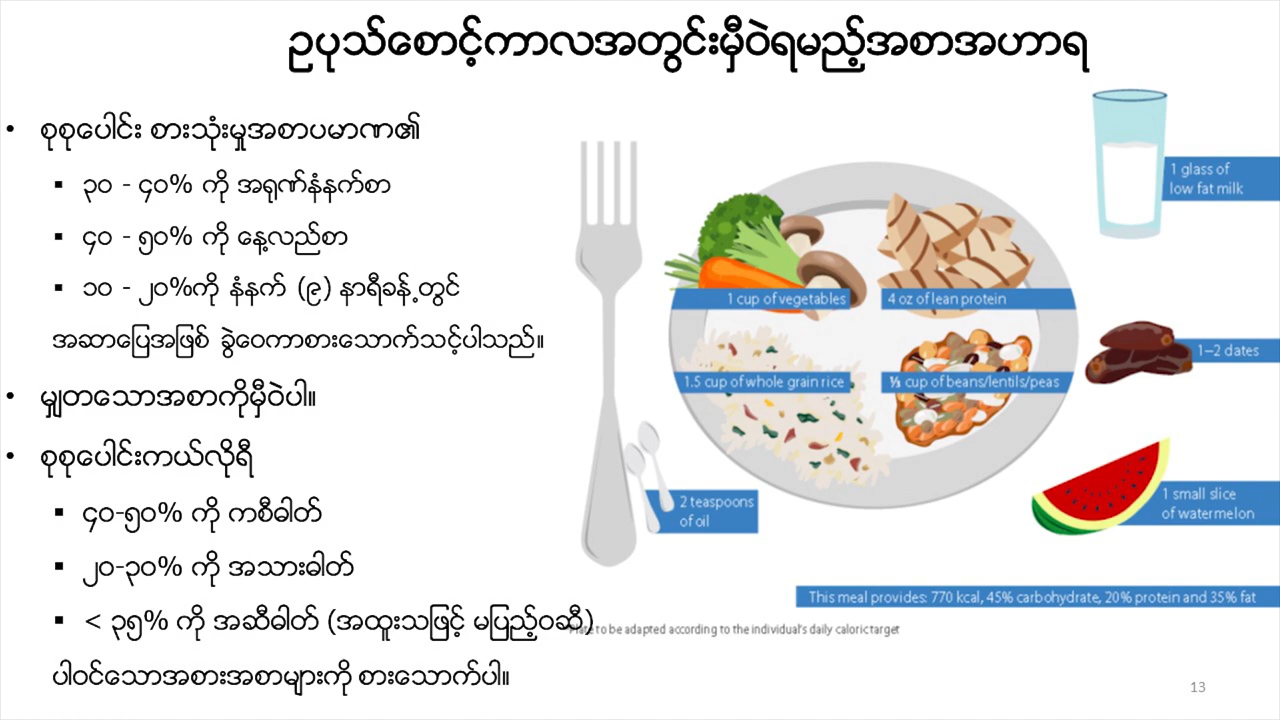 ဥပုသ်စောင့်ကာလအတွင်းမှီဝဲရမည့်အစာအဟာရ
• စုစုပေါင်း စားသုံးမှုအစာပမာဏ၏
▪ ၃၀ - ၄၀% ကို အရုဏ်နံနက်စာ
▪ ၄၀ - ၅၀% ကို နေ့လည်စာ
▪ ၁၀ - ၂၀%ကို နံနက် (၉) နာရီခန့်တွင်
အဆာပြေအဖြစ် ခွဲဝေကာစားသောက်သင့်ပါသည်။
• မျှတသောအစာကိုမှီဝဲပါ။
• စုစုပေါင်းကယ်လိုရီ
▪ ၄၀-၅၀% ကို ကစီဓါတ်
▪ ၂၀-၃၀% ကို အသားဓါတ်
▪ < ၃၅% ကို အဆီဓါတ် (အထူးသဖြင့် မပြည့်ဝဆီ)
ပါဝင်သောအစားအစာများကို စားသောက်ပါ။
1 glass of
low fat milk
1 cup of vegetables
4 oz of lean protein
1–2 dates
1.5 cup of whole grain rice
⅓ cup of beans/lentils/peas
2 teaspoons
of oil
1 small slice
of watermelon
This meal provides: 770 kcal, 45% carbohydrate, 20% protein and 35% fat
Plate to be adapted according to the individual's daily caloric target
13